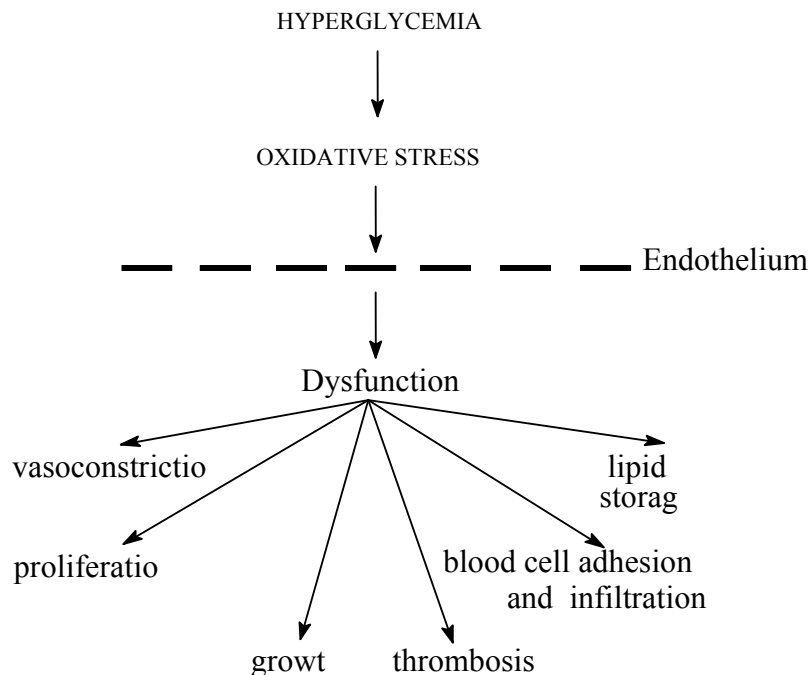 HYPERGLYCEMIA
OXIDATIVE STRESS
Endothelium
Dysfunction
vasoconstrictio
lipid
storag
proliferatio
blood cell adhesion
and infiltration
growt
thrombosis